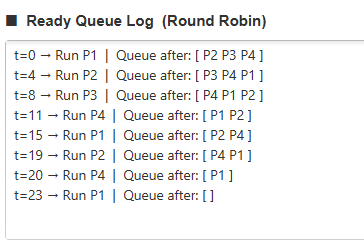 ■ Ready Queue Log (Round Robin)
t=0 → Run P1 | Queue after: [ P2 P3 P4 ]
t=4 → Run P2 | Queue after: [ P3 P4 P1 ]
t=8 → Run P3 | Queue after: [ P4 P1 P2 ]
t=11 → Run P4 | Queue after: [ P1 P2 ]
t=15 → Run P1 | Queue after: [ P2 P4 ]
t=19 → Run P2 | Queue after: [ P4 P1 ]
t=20 → Run P4 | Queue after: [ P1 ]
t=23 → Run P1 | Queue after: [ ]